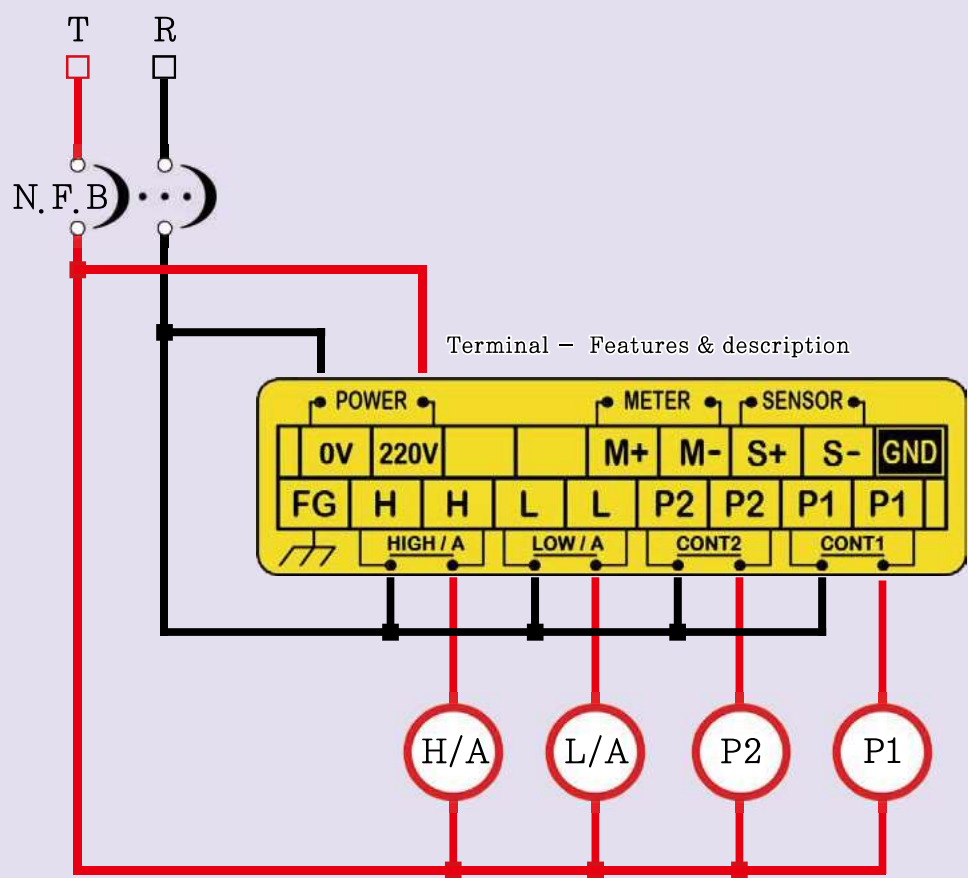 T R
N.F.B
Terminal - Features & description
POWER METER SENSOR
0V 220V M+ M- S+ S- GND
FG H H L L P2 P2 P1 P1
HIGH / A LOW / A CONT2 CONT1
H/A L/A P2 P1